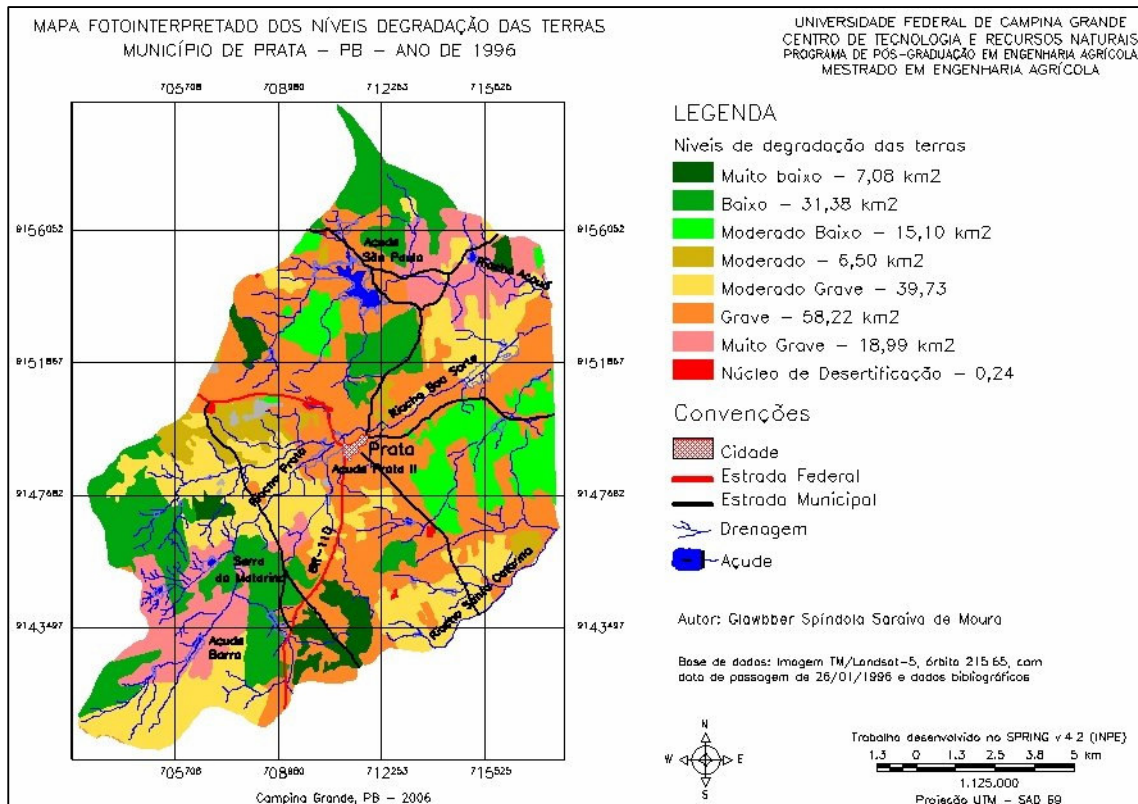 MAPA FOTOINTERPRETADO DOS NÍVEIS DEGRADAÇÃO DAS TERRAS
MUNICÍPIO DE PRATA - PB - ANO DE 1996
UNIVERSIDADE FEDERAL DE CAMPINA GRANDE
CENTRO DE TECNOLOGIA E RECURSOS NATURAIS
PROGRAMA DE PÓS-GRADUAÇÃO EM ENGENHARIA AGRÍCOLA
MESTRADO EM ENGENHARIA AGRÍCOLA
705708 708980 712253 715525
9156052
9151867
9147682
9143497
Açude
São Paulo
Riacho Boa Sorte
Prata
Açude Prata II
Riacho Prata
BR-110
Serra
da Matarina
Riacho Santa Catarina
Açude
Barra
705708 708980 712253 715525
Campina Grande, PB - 2006
LEGENDA
Níveis de degradação das terras
Muito baixo - 7,08 km2
Baixo - 31,38 km2
Moderado Baixo - 15,10 km2
Moderado - 6,50 km2
Moderado Grave - 39,73
Grave - 58,22 km2
Muito Grave - 18,99 km2
Núcleo de Desertificação - 0,24
Convenções
Cidade
Estrada Federal
Estrada Municipal
Drenagem
Açude
Autor: Glawbber Spíndola Saraiva de Moura
Base de dados: Imagem TM/Landsat-5, órbita 215 65, com
data de passagem de 26/01/1996 e dados bibliográficos
N
W E
S
Trabalho desenvolvido no SPRING v 4.2 (INPE)
1.3 0 1.3 2.5 3.8 5 km
1.125.000
Projeção UTM - SAD 69